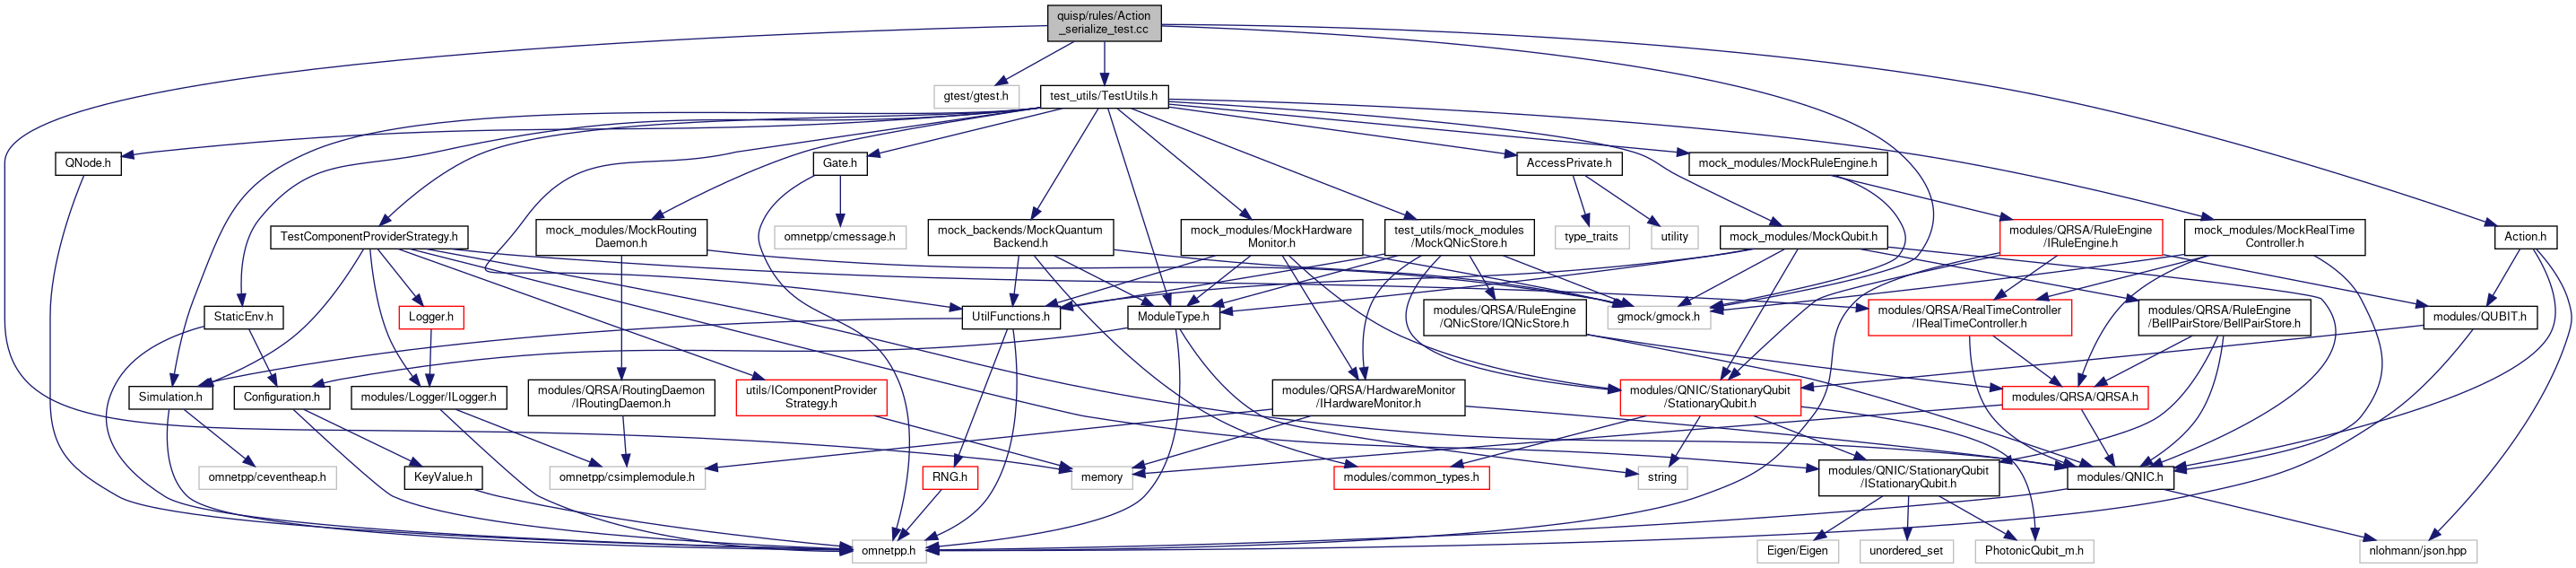 quisp/rules/Action
_serialize_test.cc
gtest/gtest.h
test_utils/TestUtils.h
QNode.h
Gate.h
AccessPrivate.h
mock_modules/MockRuleEngine.h
TestComponentProviderStrategy.h
mock_modules/MockRouting
Daemon.h
omnetpp/cmessage.h
mock_backends/MockQuantum
Backend.h
mock_modules/MockHardware
Monitor.h
test_utils/mock_modules
/MockQNicStore.h
type_traits
utility
mock_modules/MockQubit.h
modules/QRSA/RuleEngine
/IRuleEngine.h
mock_modules/MockRealTime
Controller.h
Action.h
StaticEnv.h
Logger.h
UtilFunctions.h
ModuleType.h
modules/QRSA/RuleEngine
/QNicStore/IQNicStore.h
gmock/gmock.h
modules/QRSA/RealTimeController
/IRealTimeController.h
modules/QRSA/RuleEngine
/BellPairStore/BellPairStore.h
modules/QUBIT.h
Simulation.h
Configuration.h
modules/Logger/ILogger.h
modules/QRSA/RoutingDaemon
/IRoutingDaemon.h
utils/IComponentProvider
Strategy.h
modules/QRSA/HardwareMonitor
/IHardwareMonitor.h
modules/QNIC/StationaryQubit
/StationaryQubit.h
modules/QRSA/QRSA.h
omnetpp/ceventheap.h
KeyValue.h
omnetpp/csimplemodule.h
RNG.h
memory
modules/common_types.h
string
modules/QNIC/StationaryQubit
/IStationaryQubit.h
modules/QNIC.h
omnetpp.h
Eigen/Eigen
unordered_set
PhotonicQubit_m.h
nlohmann/json.hpp